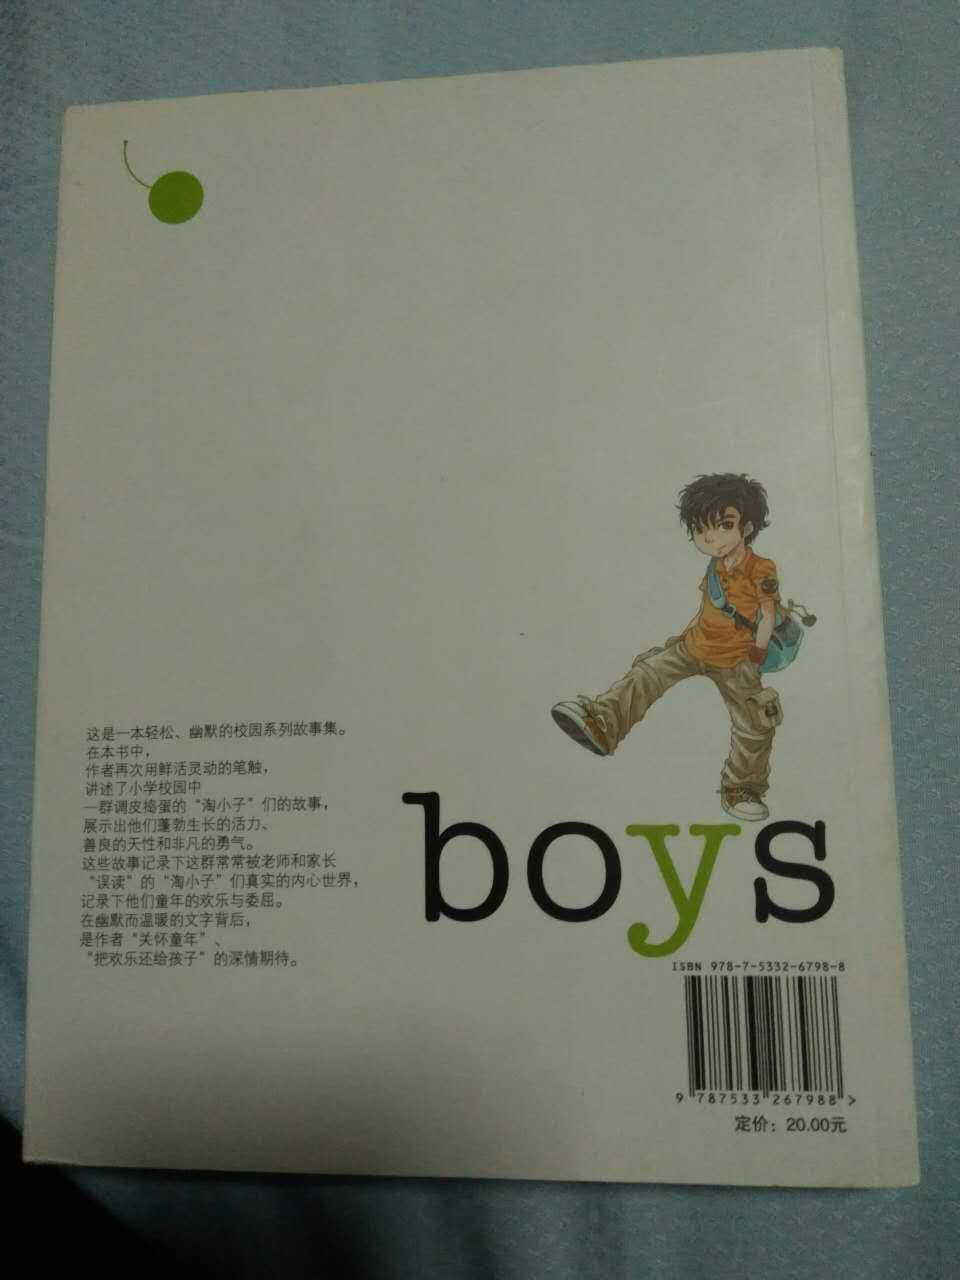 这是一本轻松、幽默的校园系列故事集。
在本书中，
作者再次用鲜活灵动的笔触，
讲述了小学校园中
一群调皮捣蛋的“淘小子”们的故事，
展示出他们蓬勃生长的活力、
善良的天性和非凡的勇气。
这些故事记录下这群常常被老师和家长
“误读”的“淘小子”们真实的内心世界，
记录下他们童年的欢乐与委屈。
在幽默而温暖的文字背后，
是作者“关怀童年”、
“把欢乐还给孩子”的深情期待。
boys
ISBN 978-7-5332-6798-8
9 787533 267988 >
定价：20.00元